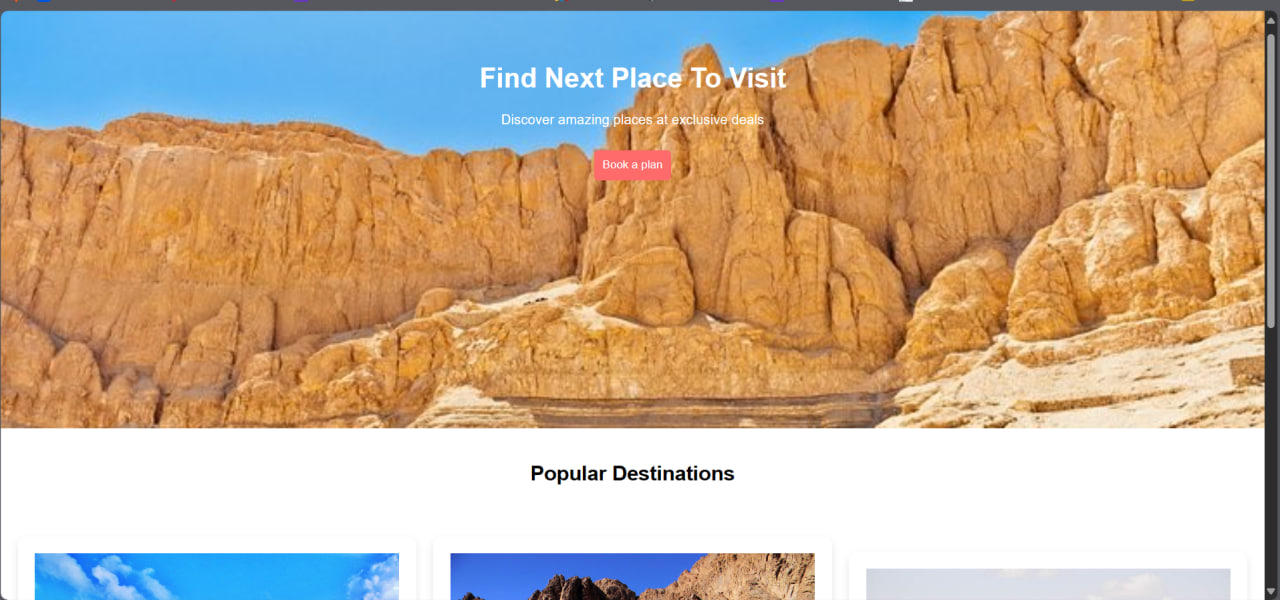 Find Next Place To Visit
Discover amazing places at exclusive deals
Book a plan
Popular Destinations